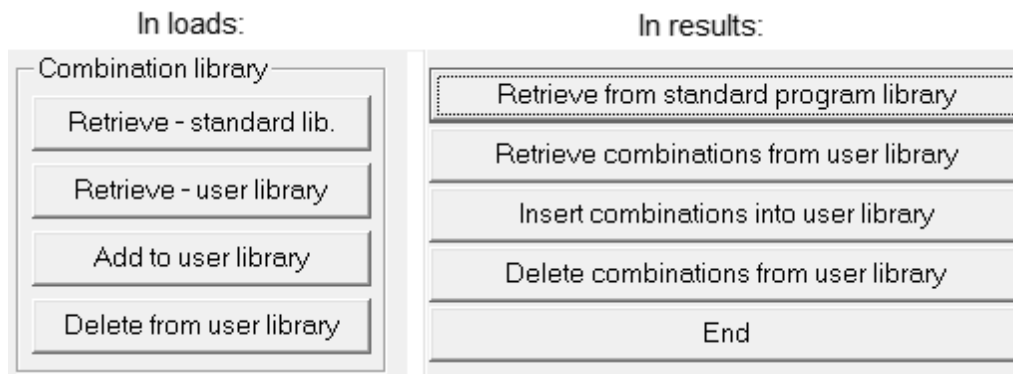 In loads:
Combination library
Retrieve - standard lib.
Retrieve - user library
Add to user library
Delete from user library
In results:
Retrieve from standard program library
Retrieve combinations from user library
Insert combinations into user library
Delete combinations from user library
End